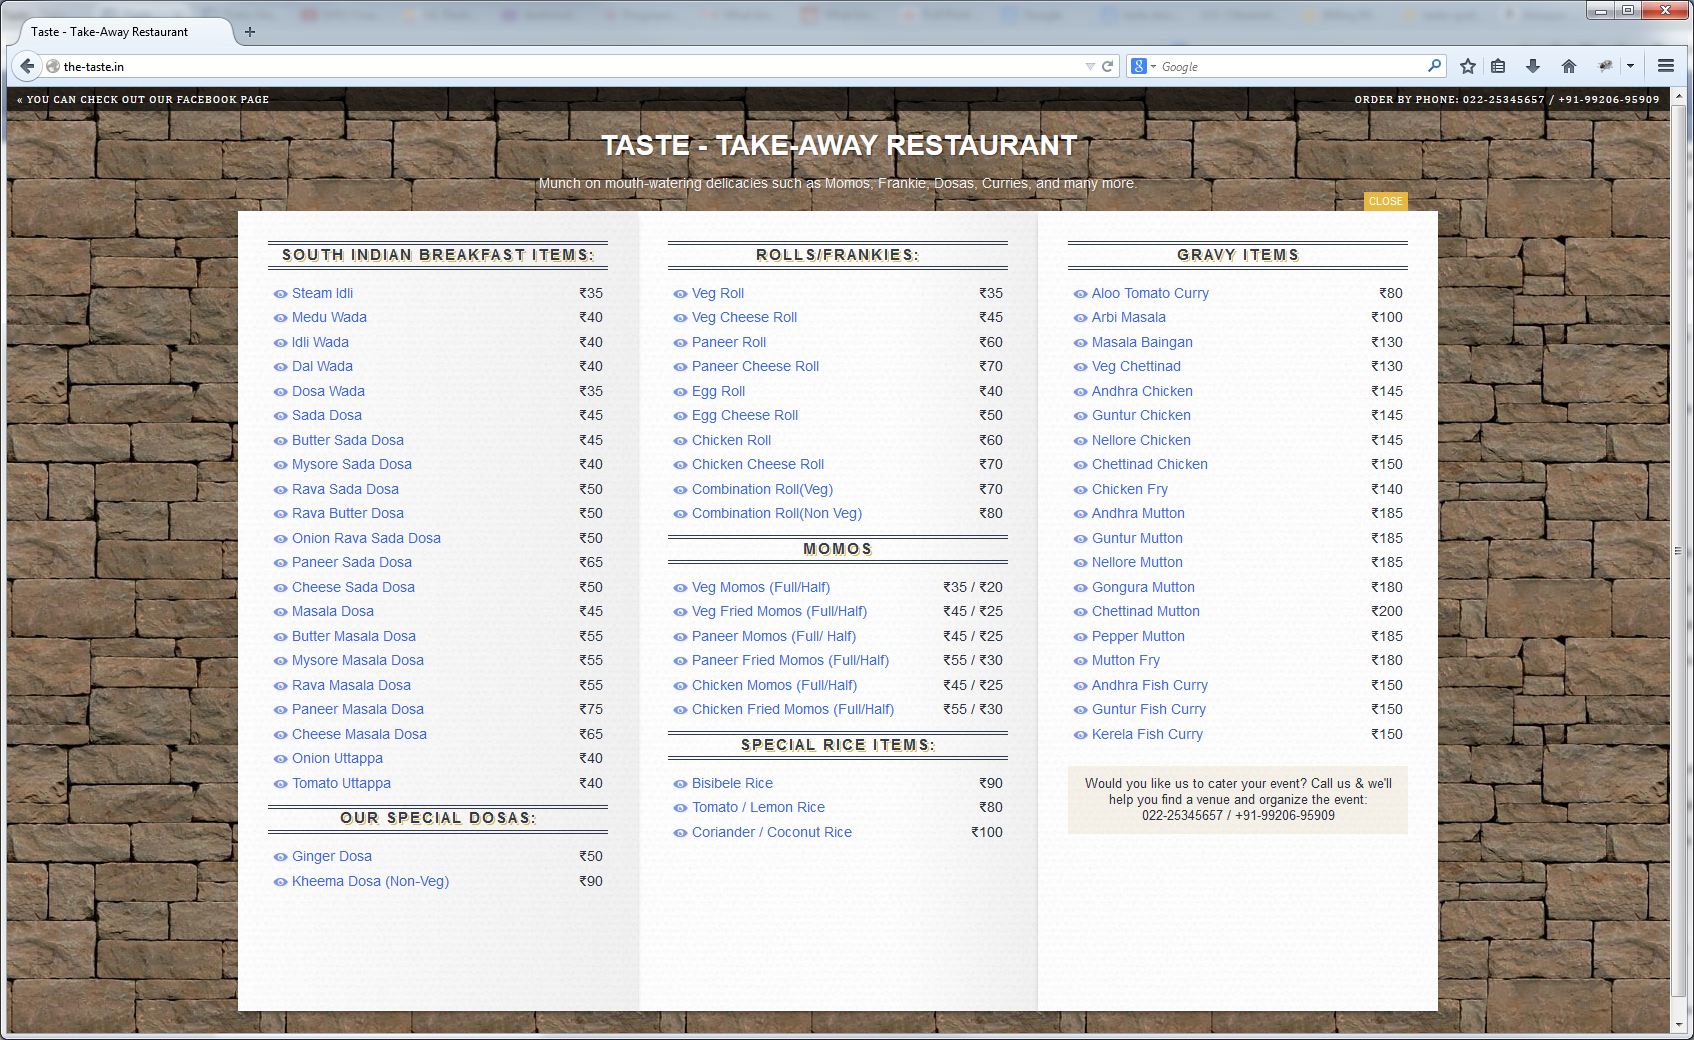 Taste - Take-Away Restaurant
the-taste.in
Google
« YOU CAN CHECK OUT OUR FACEBOOK PAGE
ORDER BY PHONE: 022-25345657 / +91-99206-95909
TASTE - TAKE-AWAY RESTAURANT
Munch on mouth-watering delicacies such as Momos, Frankie, Dosas, Curries, and many more.
CLOSE
SOUTH INDIAN BREAKFAST ITEMS:
Steam Idli ₹35
Medu Wada ₹40
Idli Wada ₹40
Dal Wada ₹40
Dosa Wada ₹35
Sada Dosa ₹45
Butter Sada Dosa ₹45
Mysore Sada Dosa ₹40
Rava Sada Dosa ₹50
Rava Butter Dosa ₹50
Onion Rava Sada Dosa ₹50
Paneer Sada Dosa ₹65
Cheese Sada Dosa ₹50
Masala Dosa ₹45
Butter Masala Dosa ₹55
Mysore Masala Dosa ₹55
Rava Masala Dosa ₹55
Paneer Masala Dosa ₹75
Cheese Masala Dosa ₹65
Onion Uttappa ₹40
Tomato Uttappa ₹40
OUR SPECIAL DOSAS:
Ginger Dosa ₹50
Kheema Dosa (Non-Veg) ₹90
ROLLS/FRANKIES:
Veg Roll ₹35
Veg Cheese Roll ₹45
Paneer Roll ₹60
Paneer Cheese Roll ₹70
Egg Roll ₹40
Egg Cheese Roll ₹50
Chicken Roll ₹60
Chicken Cheese Roll ₹70
Combination Roll(Veg) ₹70
Combination Roll(Non Veg) ₹80
MOMOS
Veg Momos (Full/Half) ₹35 / ₹20
Veg Fried Momos (Full/Half) ₹45 / ₹25
Paneer Momos (Full/ Half) ₹45 / ₹25
Paneer Fried Momos (Full/Half) ₹55 / ₹30
Chicken Momos (Full/Half) ₹45 / ₹25
Chicken Fried Momos (Full/Half) ₹55 / ₹30
SPECIAL RICE ITEMS:
Bisibele Rice ₹90
Tomato / Lemon Rice ₹80
Coriander / Coconut Rice ₹100
GRAVY ITEMS
Aloo Tomato Curry ₹80
Arbi Masala ₹100
Masala Baingan ₹130
Veg Chettinad ₹130
Andhra Chicken ₹145
Guntur Chicken ₹145
Nellore Chicken ₹145
Chettinad Chicken ₹150
Chicken Fry ₹140
Andhra Mutton ₹185
Guntur Mutton ₹185
Nellore Mutton ₹185
Gongura Mutton ₹180
Chettinad Mutton ₹200
Pepper Mutton ₹185
Mutton Fry ₹180
Andhra Fish Curry ₹150
Guntur Fish Curry ₹150
Kerela Fish Curry ₹150
Would you like us to cater your event? Call us & we'll
help you find a venue and organize the event:
022-25345657 / +91-99206-95909